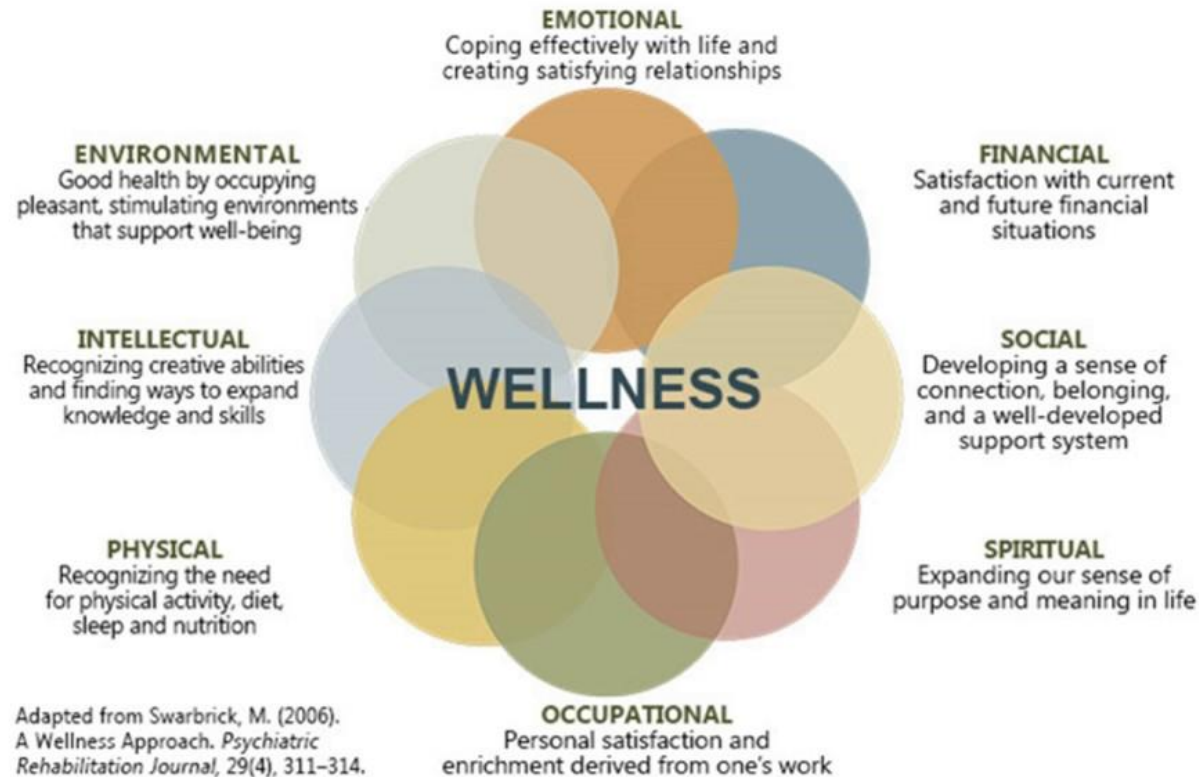 EMOTIONAL
Coping effectively with life and
creating satisfying relationships
ENVIRONMENTAL
Good health by occupying
pleasant, stimulating environments
that support well-being
FINANCIAL
Satisfaction with current
and future financial
situations
INTELLECTUAL
Recognizing creative abilities
and finding ways to expand
knowledge and skills
WELLNESS
SOCIAL
Developing a sense of
connection, belonging,
and a well-developed
support system
PHYSICAL
Recognizing the need
for physical activity, diet,
sleep and nutrition
SPIRITUAL
Expanding our sense of
purpose and meaning in life
OCCUPATIONAL
Personal satisfaction and
enrichment derived from one's work
Adapted from Swarbrick, M. (2006).
A Wellness Approach. Psychiatric
Rehabilitation Journal, 29(4), 311–314.